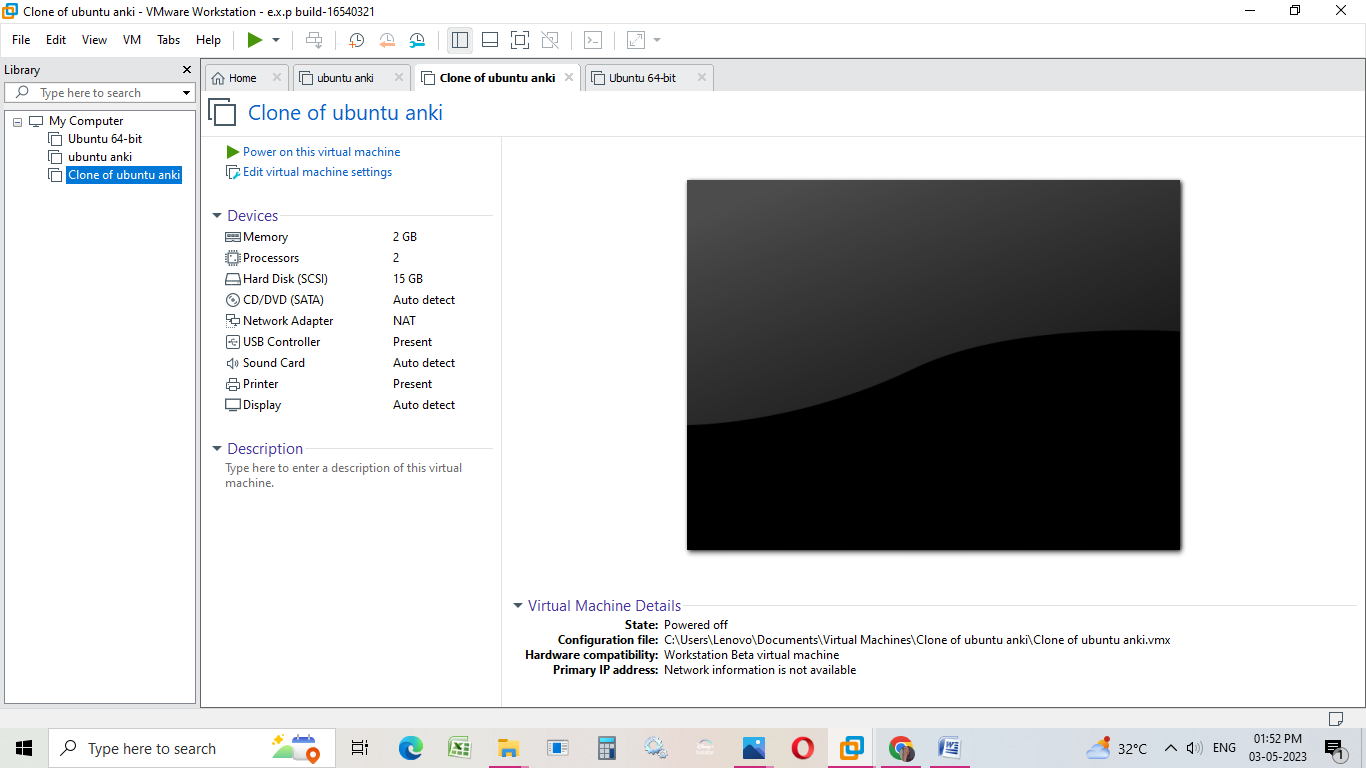 Clone of ubuntu anki - VMware Workstation - e.x.p build-16540321
File Edit View VM Tabs Help
Library
Type here to search
My Computer
Ubuntu 64-bit
ubuntu anki
Clone of ubuntu anki
Home ubuntu anki Clone of ubuntu anki Ubuntu 64-bit
Clone of ubuntu anki
Power on this virtual machine
Edit virtual machine settings
Devices
Memory 2 GB
Processors 2
Hard Disk (SCSI) 15 GB
CD/DVD (SATA) Auto detect
Network Adapter NAT
USB Controller Present
Sound Card Auto detect
Printer Present
Display Auto detect
Description
Type here to enter a description of this virtual
machine.
Virtual Machine Details
State: Powered off
Configuration file: C:\Users\Lenovo\Documents\Virtual Machines\Clone of ubuntu anki\Clone of ubuntu anki.vmx
Hardware compatibility: Workstation Beta virtual machine
Primary IP address: Network information is not available
Type here to search
32°C ENG
01:52 PM
03-05-2023
1